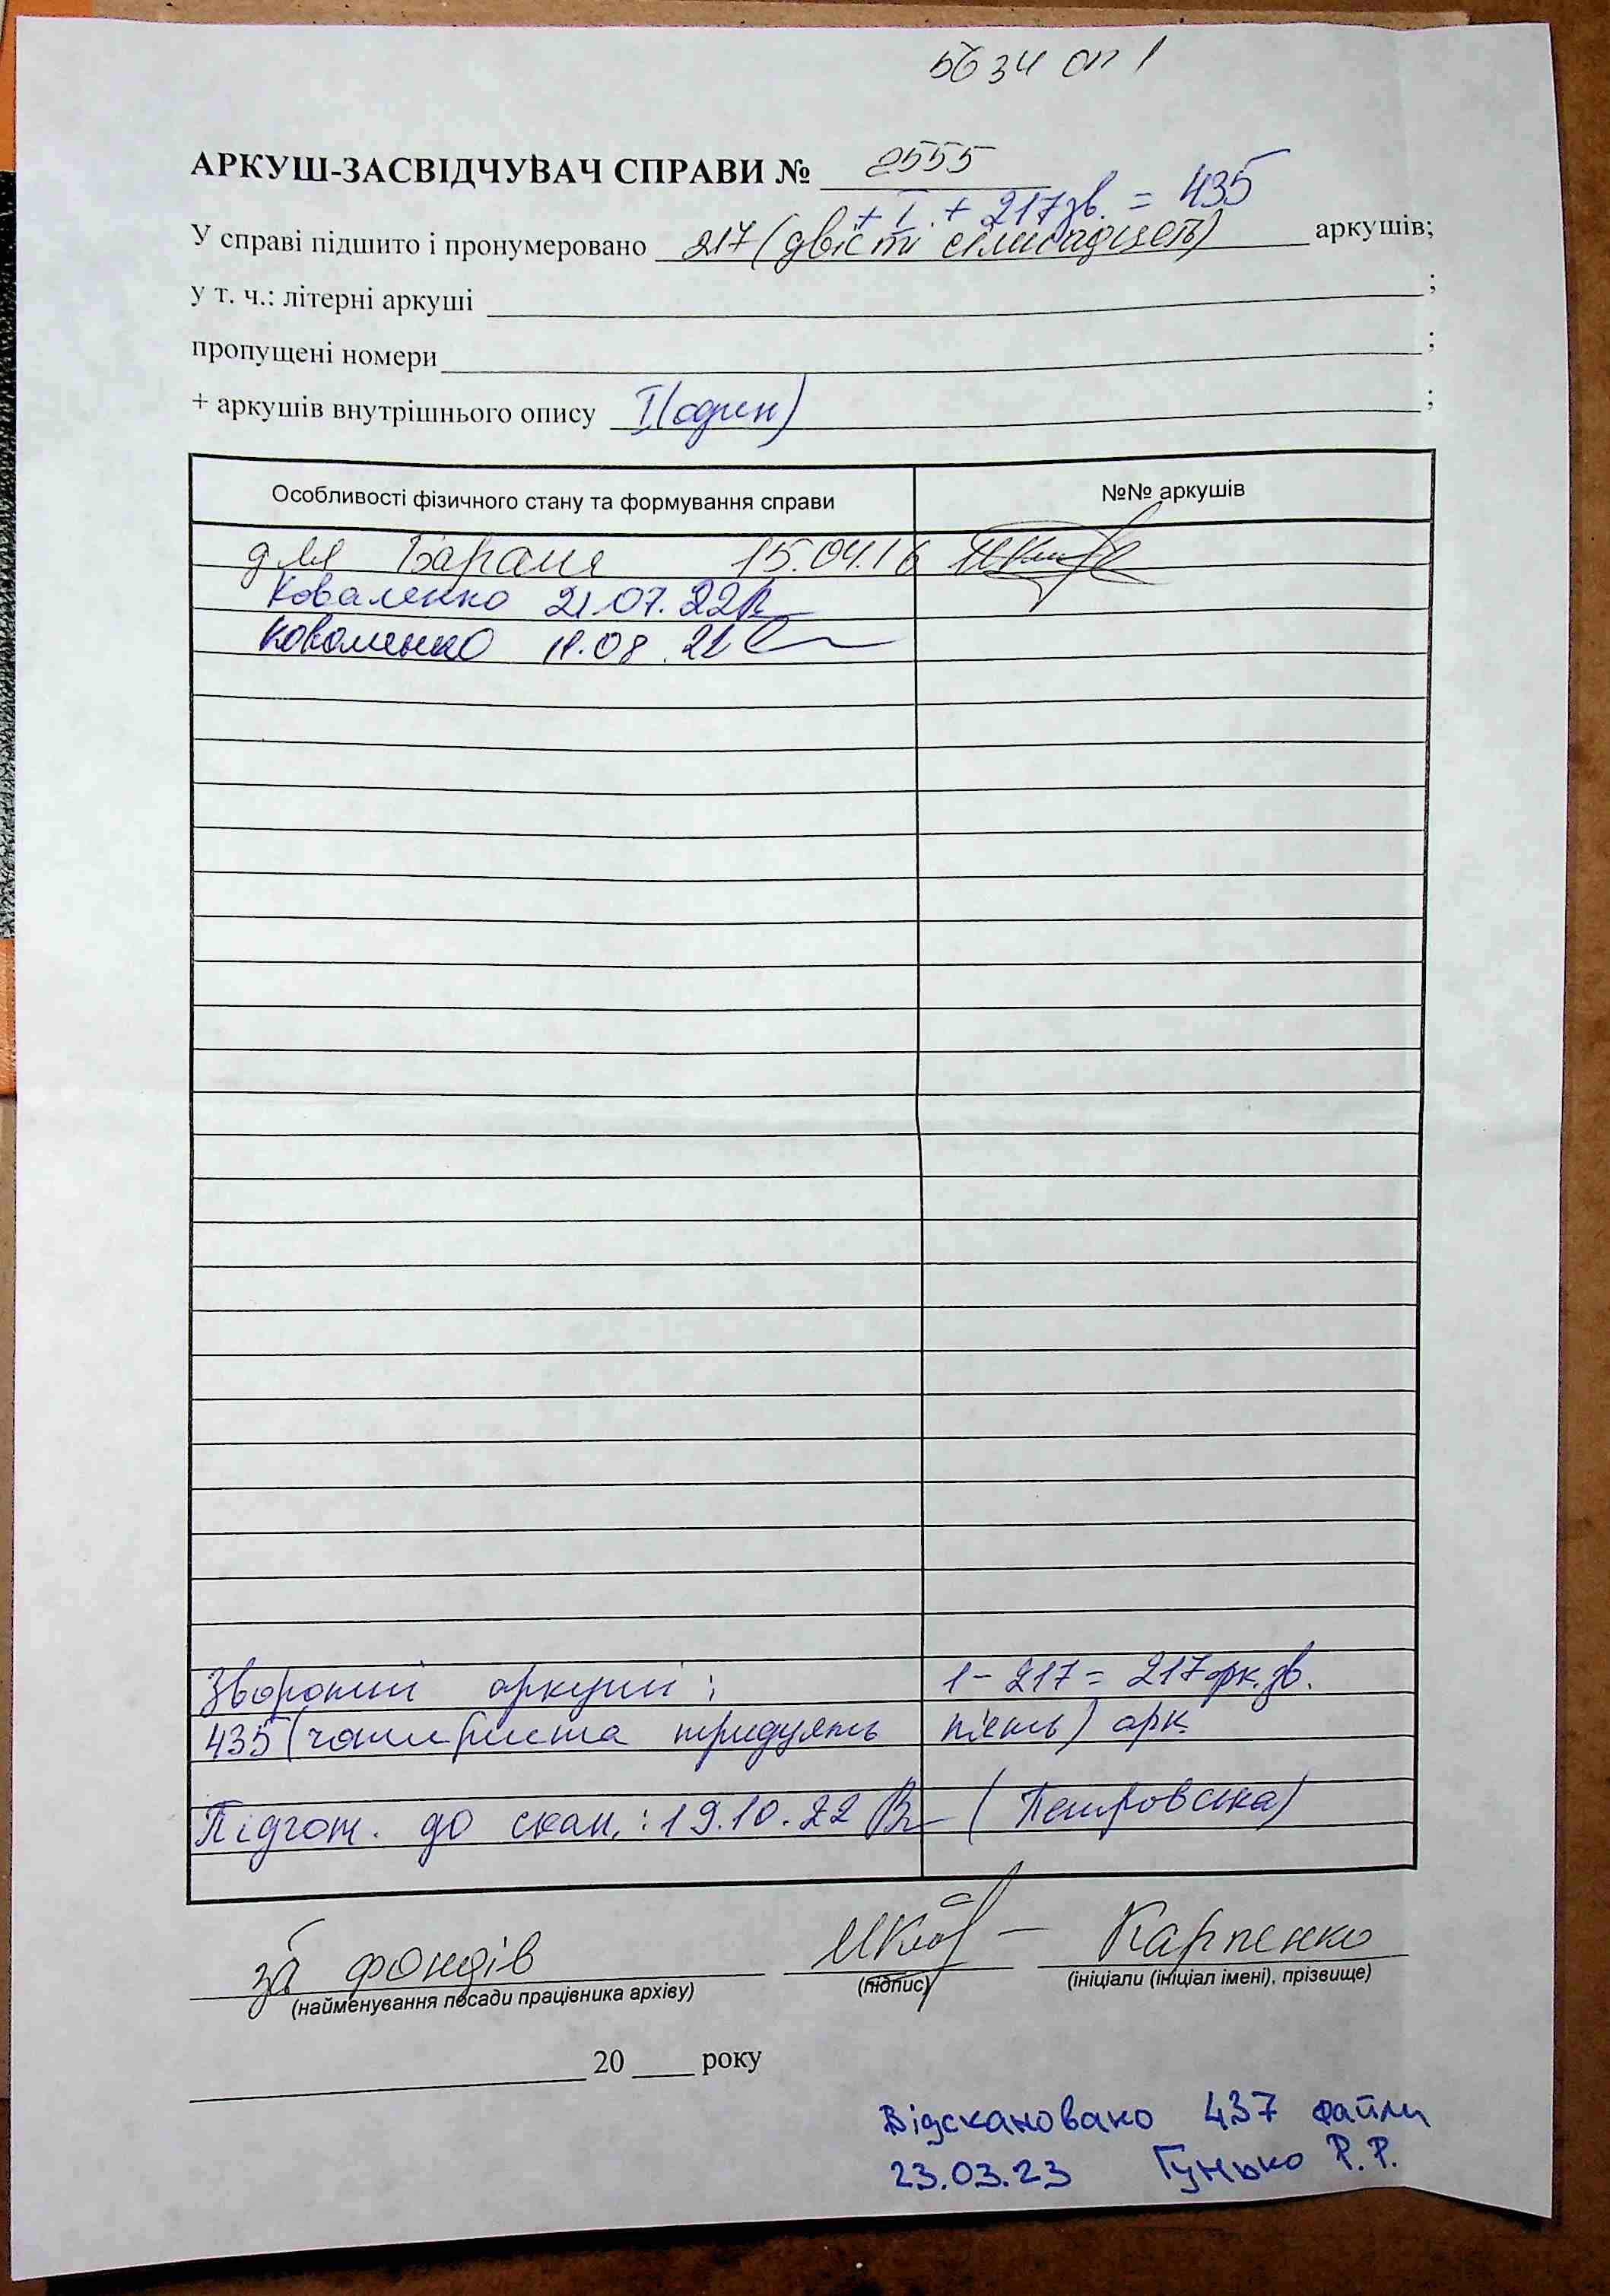 5634 оп 1
АРКУШ-ЗАСВІДЧУВАЧ СПРАВИ № 2555
+ I + 217 зв. = 435
У справі підшито і пронумеровано 217 (двісті сімнадцять) аркушів;
у т. ч.: літерні аркуші ;
пропущені номери ;
+ аркушів внутрішнього опису I (один) ;
Особливості фізичного стану та формування справи №№ аркушів
для 15.04.16
Коваленко 21.07.22
Коваленко 11.08.22
Зворотні аркуші: 1-217 = 217 арк. зв.
435 (чотириста тридцять п'ять) арк.
Підгот. до скан.: 19.10.22 (Петровська)
за фондів Карпенко
(найменування посади працівника архіву) (підпис) (ініціали (ініціал імені), прізвище)
20 року
Відскановано 437 файли
23.03.23 Гунько Р.Р.